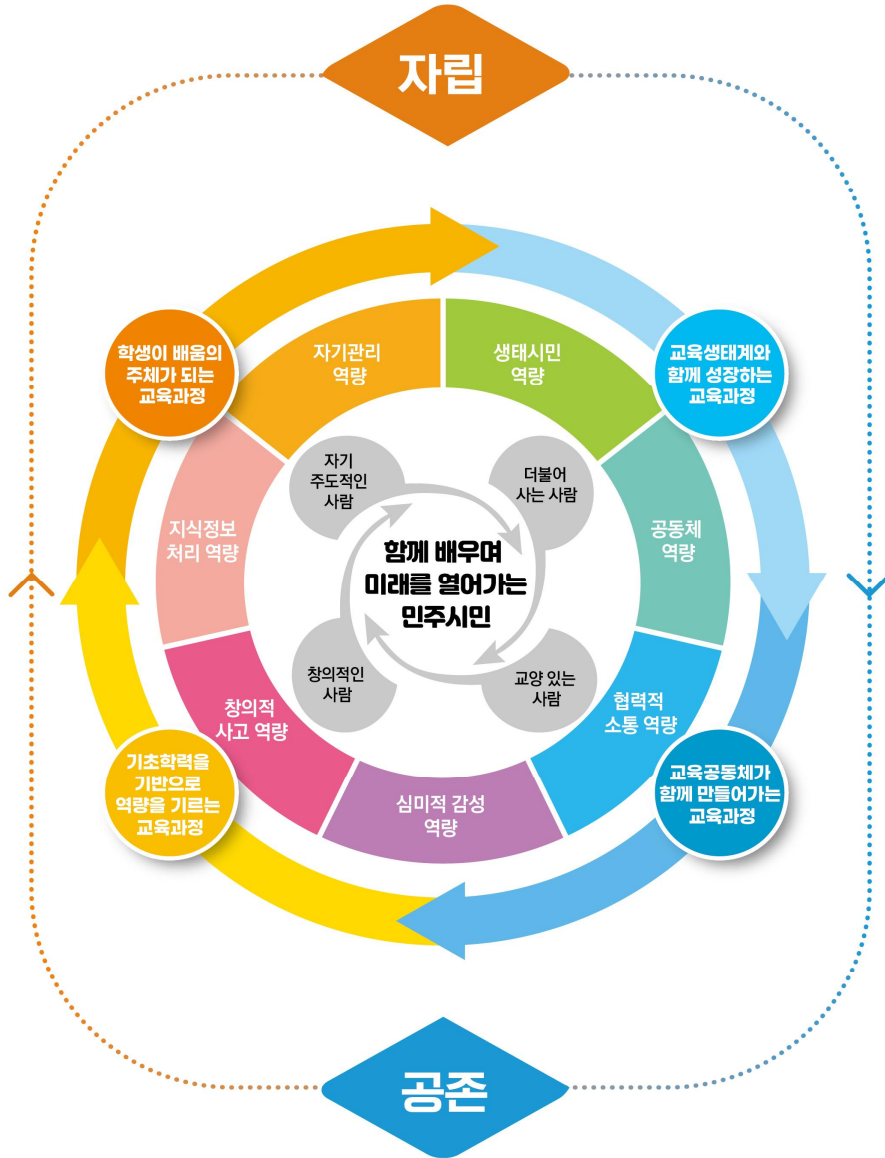 자립
학생이 배움의
주체가 되는
교육과정
자기관리
역량
생태시민
역량
교육생태계와
함께 성장하는
교육과정
자기
주도적인
사람
더불어
사는 사람
지식정보
처리 역량
공동체
역량
함께 배우며
미래를 열어가는
민주시민
창의적인
사람
교양 있는
사람
창의적
사고 역량
협력적
소통 역량
기초학력을
기반으로
역량을 기르는
교육과정
심미적 감성
역량
교육공동체가
함께 만들어가는
교육과정
공존